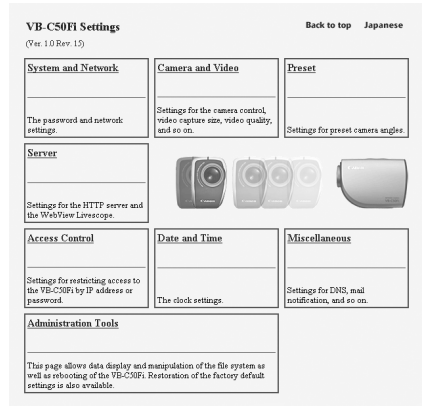 VB-C50Fi Settings
Back to top Japanese
(Ver. 1.0 Rev. 15)
System and Network
The password and network
settings.
Camera and Video
Settings for the camera control,
video capture size, video quality,
and so on.
Preset
Settings for preset camera angles.
Server
Settings for the HTTP server and
the WebView Livescope.
Access Control
Settings for restricting access to
the VB-C50Fi by IP address or
password.
Date and Time
The clock settings.
Miscellaneous
Settings for DNS, mail
notification, and so on.
Administration Tools
This page allows data display and manipulation of the file system as
well as rebooting of the VB-C50Fi. Restoration of the factory default
settings is also available.